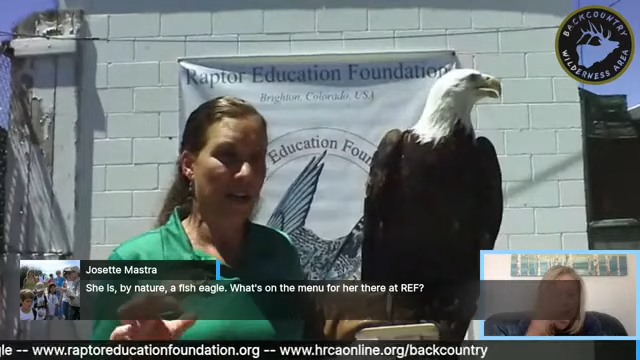 BACKCOUNTRY
WILDERNESS AREA
Raptor Education Foundation
Brighton, Colorado, USA
Education Foun
Josette Mastra
She is, by nature, a fish eagle. What's on the menu for her there at REF?
gle -- www.raptoreducationfoundation.org -- www.hrcaonline.org/backcountry